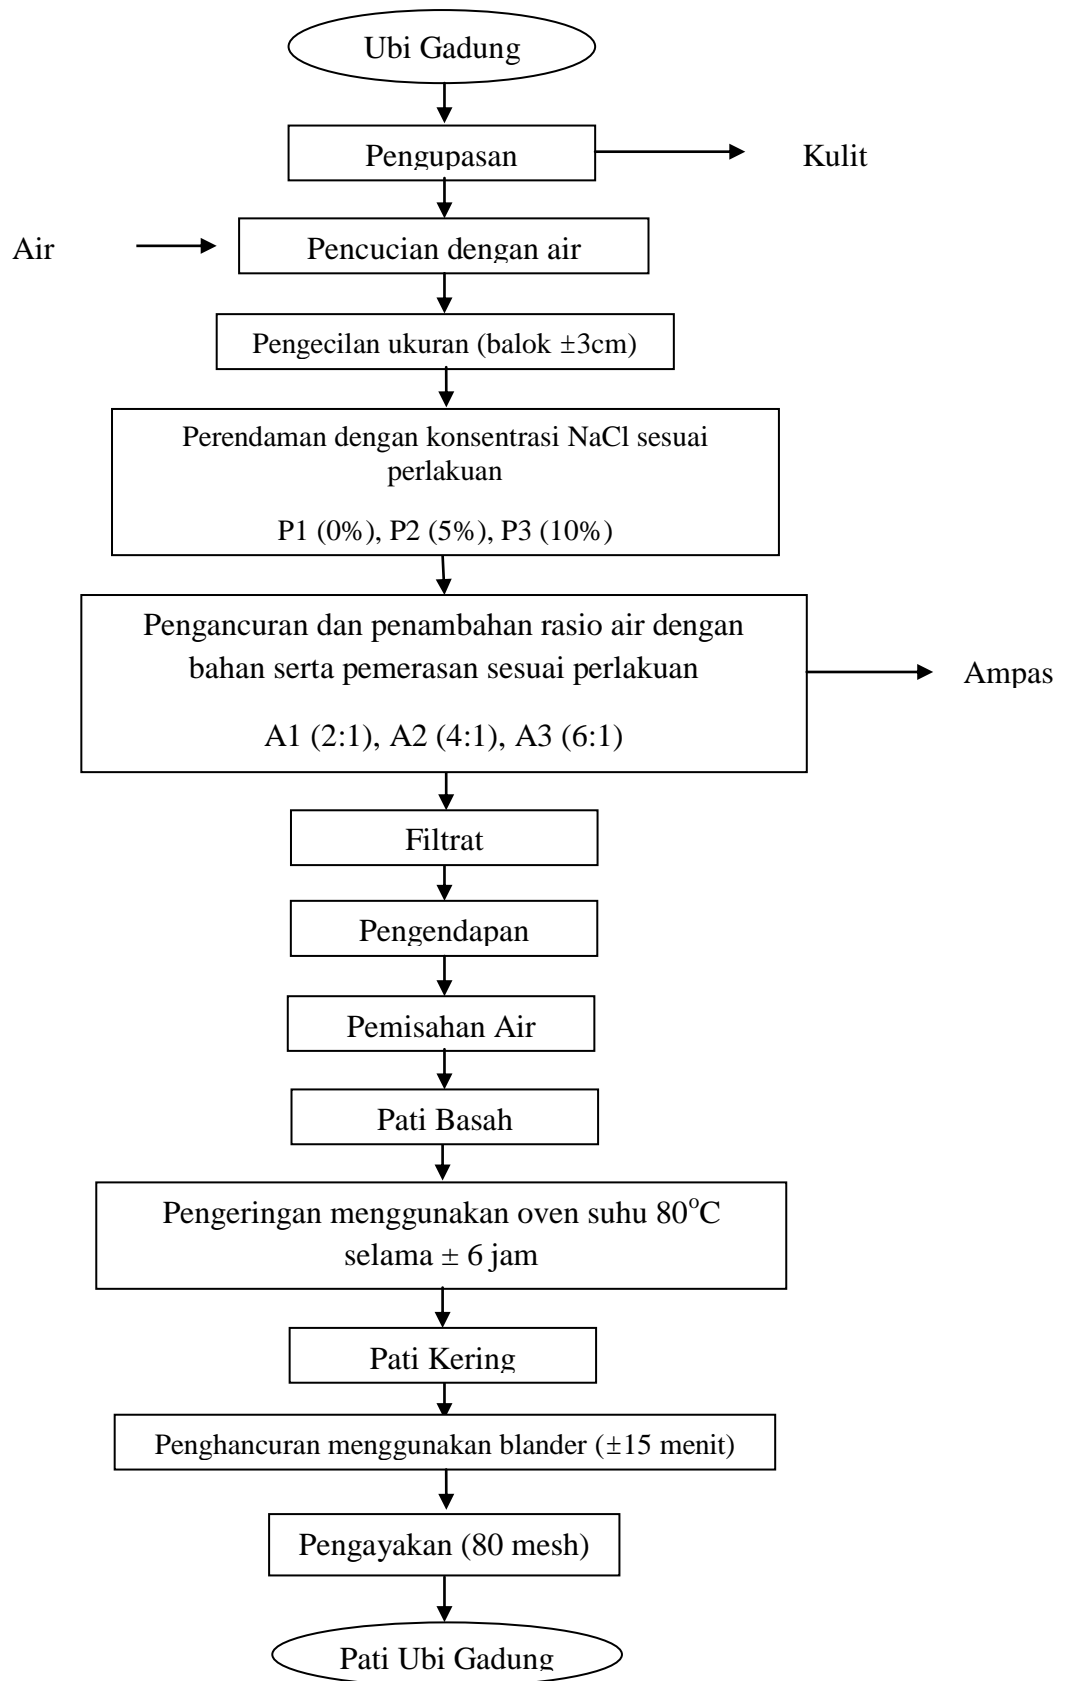 Ubi Gadung
Pengupasan
Kulit
Air
Pencucian dengan air
Pengecilan ukuran (balok ±3cm)
Perendaman dengan konsentrasi NaCl sesuai
perlakuan
P1 (0%), P2 (5%), P3 (10%)
Pengancuran dan penambahan rasio air dengan
bahan serta pemerasan sesuai perlakuan
A1 (2:1), A2 (4:1), A3 (6:1)
Ampas
Filtrat
Pengendapan
Pemisahan Air
Pati Basah
Pengeringan menggunakan oven suhu 80°C
selama ± 6 jam
Pati Kering
Penghancuran menggunakan blander (±15 menit)
Pengayakan (80 mesh)
Pati Ubi Gadung